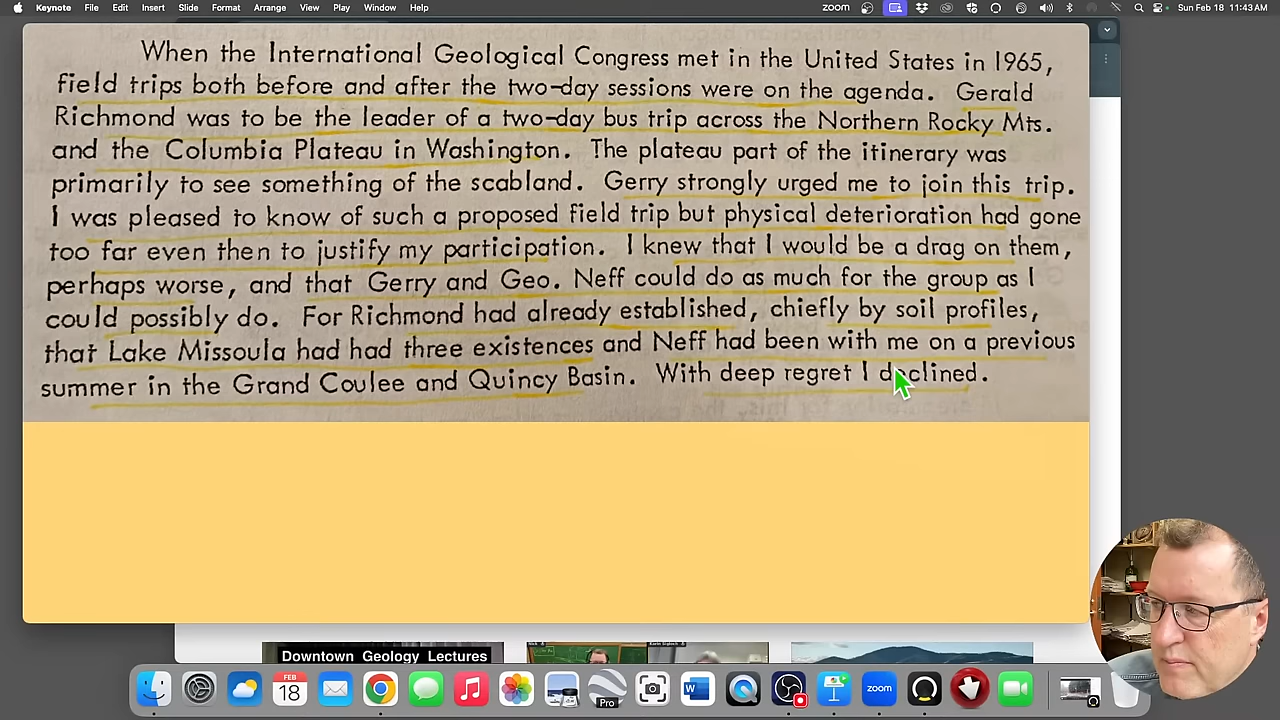 Keynote File Edit Insert Slide Format Arrange View Play Window Help zoom Sun Feb 18 11:43 AM
When the International Geological Congress met in the United States in 1965,
field trips both before and after the two-day sessions were on the agenda. Gerald
Richmond was to be the leader of a two-day bus trip across the Northern Rocky Mts.
and the Columbia Plateau in Washington. The plateau part of the itinerary was
primarily to see something of the scabland. Gerry strongly urged me to join this trip.
I was pleased to know of such a proposed field trip but physical deterioration had gone
too far even then to justify my participation. I knew that I would be a drag on them,
perhaps worse, and that Gerry and Geo. Neff could do as much for the group as I
could possibly do. For Richmond had already established, chiefly by soil profiles,
that Lake Missoula had had three existences and Neff had been with me on a previous
summer in the Grand Coulee and Quincy Basin. With deep regret I declined.
Downtown Geology Lectures
FEB
18
Pro
W
zoom